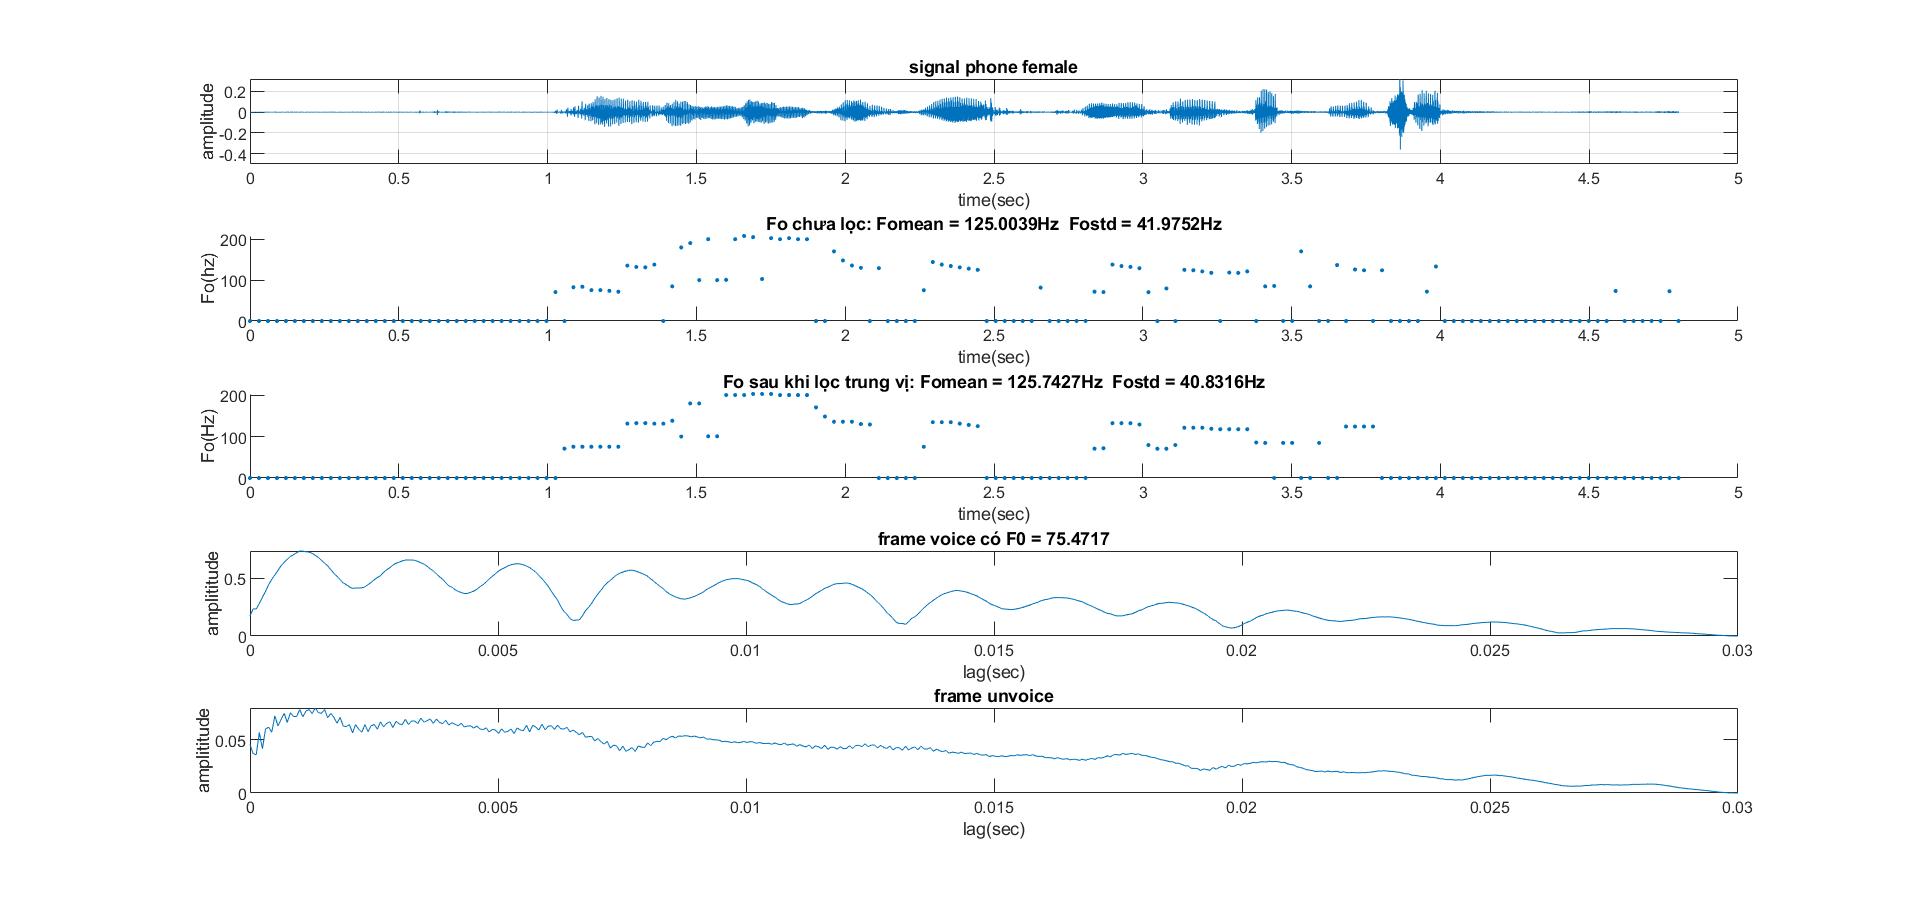 signal phone female
amplitude
0.2
0
-0.2
-0.4
0 0.5 1 1.5 2 2.5 3 3.5 4 4.5 5
time(sec)
Fo chưa lọc: Fomean = 125.0039Hz Fostd = 41.9752Hz
Fo(hz)
200
100
0
0 0.5 1 1.5 2 2.5 3 3.5 4 4.5 5
time(sec)
Fo sau khi lọc trung vị: Fomean = 125.7427Hz Fostd = 40.8316Hz
Fo(Hz)
200
100
0
0 0.5 1 1.5 2 2.5 3 3.5 4 4.5 5
time(sec)
frame voice có F0 = 75.4717
amplititude
0.5
0
0 0.005 0.01 0.015 0.02 0.025 0.03
lag(sec)
frame unvoice
amplititude
0.05
0
0 0.005 0.01 0.015 0.02 0.025 0.03
lag(sec)